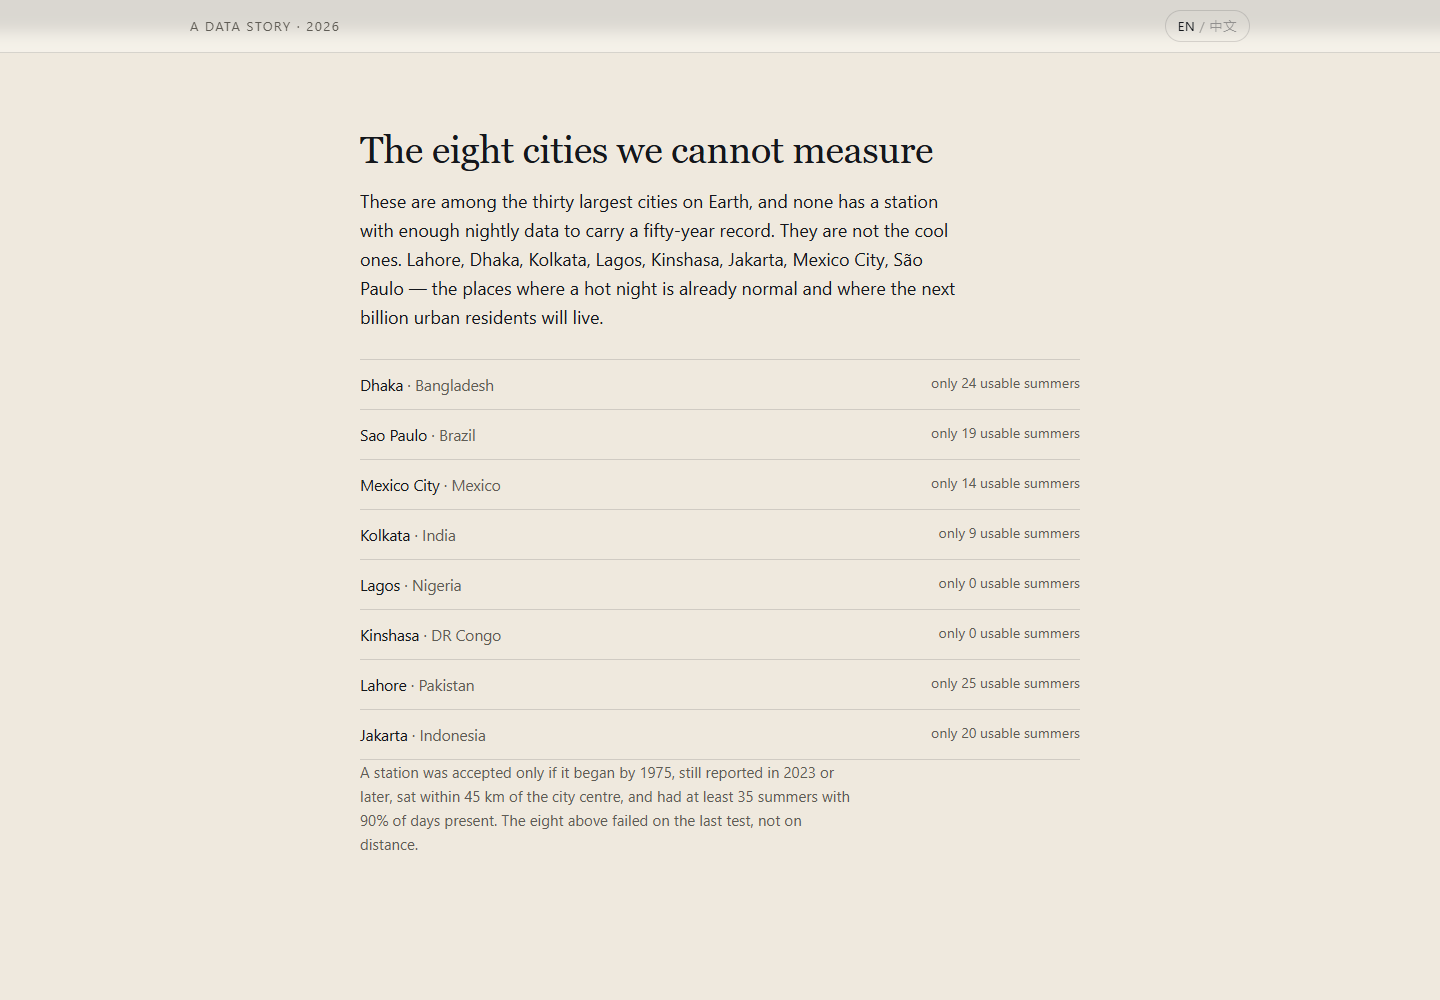 A DATA STORY · 2026
EN / 中文
The eight cities we cannot measure
These are among the thirty largest cities on Earth, and none has a station
with enough nightly data to carry a fifty-year record. They are not the cool
ones. Lahore, Dhaka, Kolkata, Lagos, Kinshasa, Jakarta, Mexico City, São
Paulo — the places where a hot night is already normal and where the next
billion urban residents will live.
Dhaka · Bangladesh only 24 usable summers
Sao Paulo · Brazil only 19 usable summers
Mexico City · Mexico only 14 usable summers
Kolkata · India only 9 usable summers
Lagos · Nigeria only 0 usable summers
Kinshasa · DR Congo only 0 usable summers
Lahore · Pakistan only 25 usable summers
Jakarta · Indonesia only 20 usable summers
A station was accepted only if it began by 1975, still reported in 2023 or
later, sat within 45 km of the city centre, and had at least 35 summers with
90% of days present. The eight above failed on the last test, not on
distance.